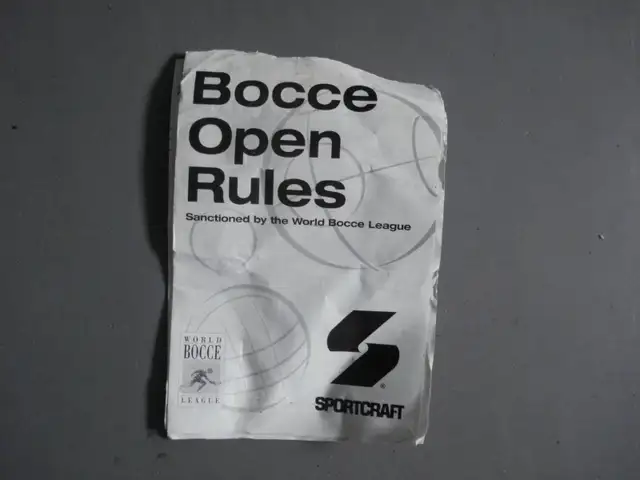 Bocce
Open
Rules
Sanctioned by the World Bocce League
WORLD
BOCCE
LEAGUE
S
®
SPORTCRAFT